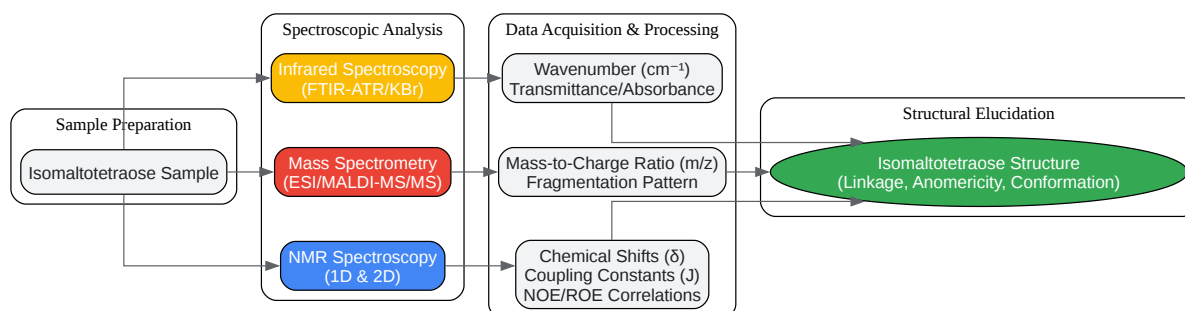 Sample Preparation
Isomaltotetraose Sample
Spectroscopic Analysis
Infrared Spectroscopy
(FTIR-ATR/KBr)
Mass Spectrometry
(ESI/MALDI-MS/MS)
NMR Spectroscopy
(1D & 2D)
Data Acquisition & Processing
Wavenumber (cm⁻¹)
Transmittance/Absorbance
Mass-to-Charge Ratio (m/z)
Fragmentation Pattern
Chemical Shifts (δ)
Coupling Constants (J)
NOE/ROE Correlations
Structural Elucidation
Isomaltotetraose Structure
(Linkage, Anomericity, Conformation)